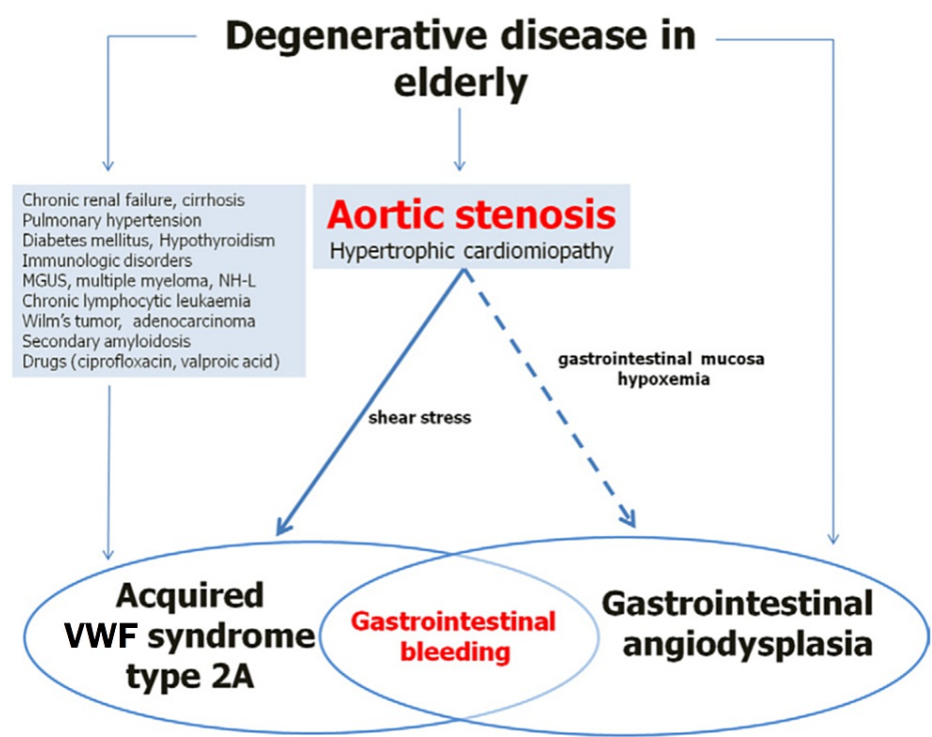 Degenerative disease in
elderly
Chronic renal failure, cirrhosis
Pulmonary hypertension
Diabetes mellitus, Hypothyroidism
Immunologic disorders
MGUS, multiple myeloma, NH-L
Chronic lymphocytic leukaemia
Wilm's tumor, adenocarcinoma
Secondary amyloidosis
Drugs (ciprofloxacin, valproic acid)
Aortic stenosis
Hypertrophic cardiomiopathy
gastrointestinal mucosa
hypoxemia
shear stress
Acquired
VWF syndrome
type 2A
Gastrointestinal
bleeding
Gastrointestinal
angiodysplasia